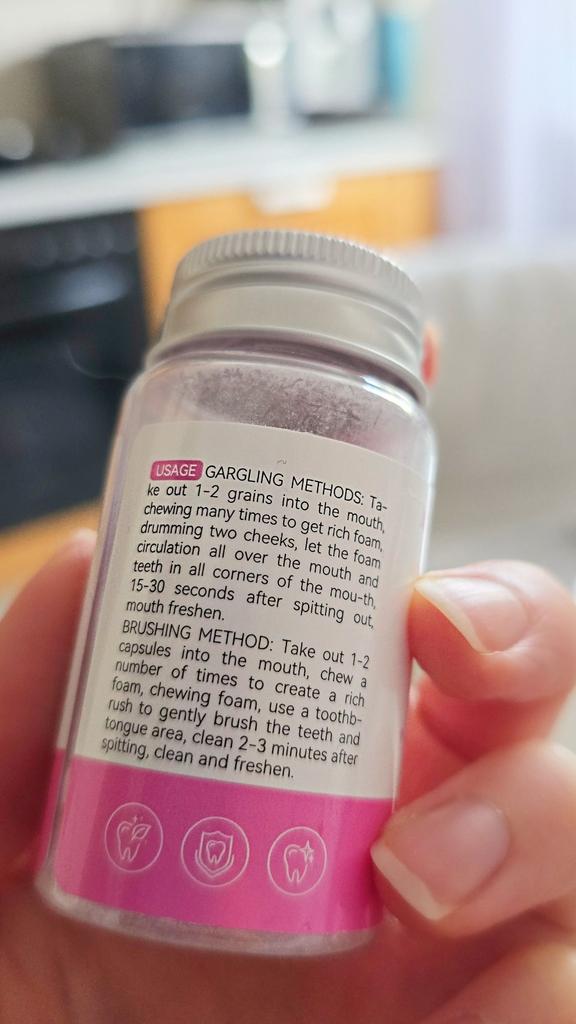 USAGE GARGLING METHODS: Ta-
ke out 1-2 grains into the mouth,
chewing many times to get rich foam,
drumming two cheeks, let the foam
circulation all over the mouth and
teeth in all corners of the mou-th,
15-30 seconds after spitting out,
mouth freshen.
BRUSHING METHOD: Take out 1-2
capsules into the mouth, chew a
number of times to create a rich
foam, chewing foam, use a toothb-
rush to gently brush the teeth and
tongue area, clean 2-3 minutes after
spitting, clean and freshen.